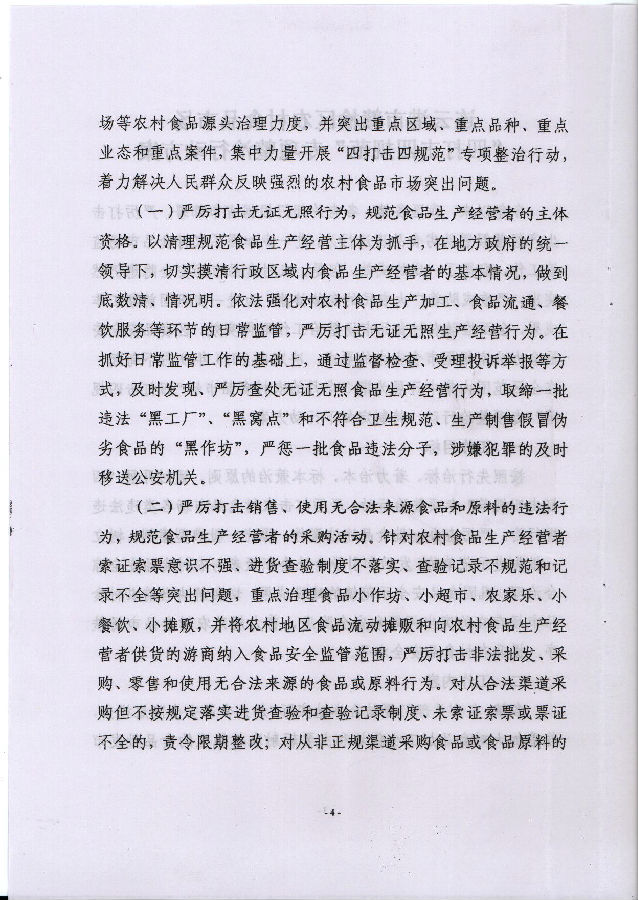 场等农村食品源头治理力度，并突出重点区域、重点品种、重点
业态和重点案件，集中力量开展“四打击四规范”专项整治行动，
着力解决人民群众反映强烈的农村食品市场突出问题。
（一）严厉打击无证无照行为，规范食品生产经营者的主体
资格。以清理规范食品生产经营主体为抓手，在地方政府的统一
领导下，切实摸清行政区域内食品生产经营者的基本情况，做到
底数清、情况明。依法强化对农村食品生产加工、食品流通、餐
饮服务等环节的日常监管，严厉打击无证无照生产经营行为。在
抓好日常监管工作的基础上，通过监督检查、受理投诉举报等方
式，及时发现、严厉查处无证无照食品生产经营行为，取缔一批
违法“黑工厂”、“黑窝点”和不符合卫生规范、生产制售假冒伪
劣食品的“黑作坊”，严惩一批食品违法分子，涉嫌犯罪的及时
移送公安机关。
（二）严厉打击销售、使用无合法来源食品和原料的违法行
为，规范食品生产经营者的采购活动。针对农村食品生产经营者
索证索票意识不强、进货查验制度不落实、查验记录不规范和记
录不全等突出问题，重点治理食品小作坊、小超市、农家乐、小
餐饮、小摊贩，并将农村地区食品流动摊贩和向农村食品生产经
营者供货的游商纳入食品安全监管范围，严厉打击非法批发、采
购、零售和使用无合法来源的食品或原料行为。对从合法渠道采
购但不按规定落实进货查验和查验记录制度、未索证索票或票证
不全的，责令限期整改；对从非正规渠道采购食品或食品原料的
-4-